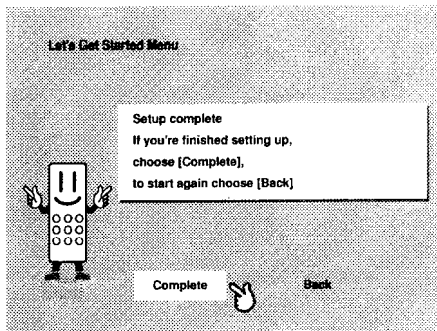 Let's Get Started Menu
Setup complete
If you're finished setting up,
choose [Complete],
to start again choose [Back]
Complete
Back